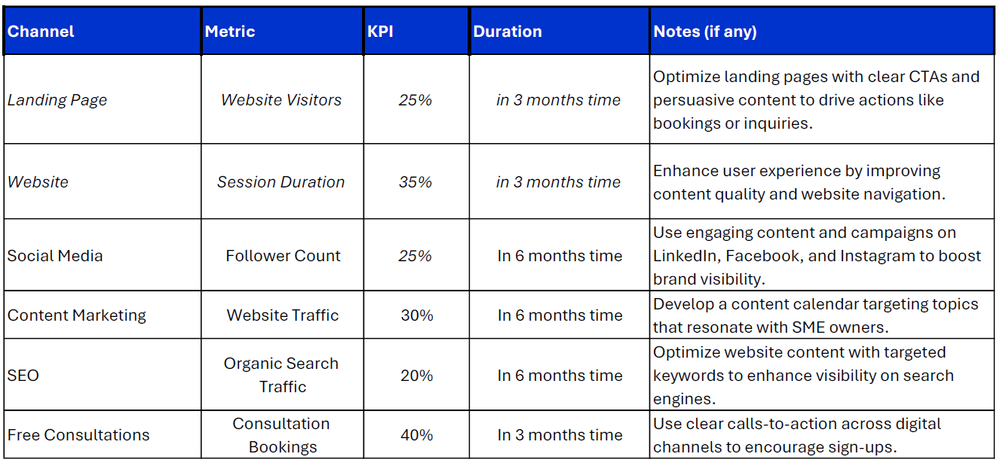 Channel Metric KPI Duration Notes (if any)
Landing Page Website Visitors 25% in 3 months time Optimize landing pages with clear CTAs and
persuasive content to drive actions like
bookings or inquiries.
Website Session Duration 35% in 3 months time Enhance user experience by improving
content quality and website navigation.
Social Media Follower Count 25% In 6 months time Use engaging content and campaigns on
LinkedIn, Facebook, and Instagram to boost
brand visibility.
Content Marketing Website Traffic 30% In 6 months time Develop a content calendar targeting topics
that resonate with SME owners.
SEO Organic Search
Traffic 20% In 6 months time Optimize website content with targeted
keywords to enhance visibility on search
engines.
Free Consultations Consultation
Bookings 40% In 3 months time Use clear calls-to-action across digital
channels to encourage sign-ups.